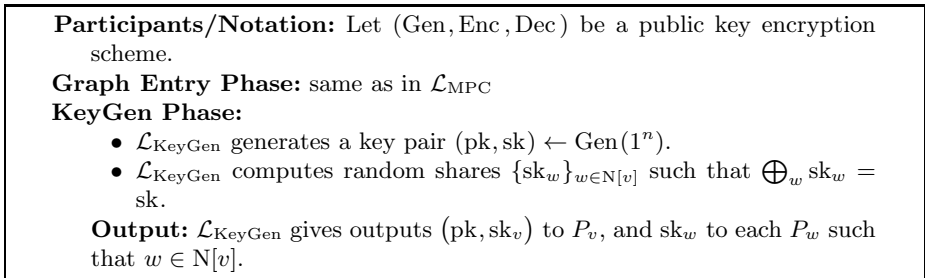 Participants/Notation: Let (Gen, Enc, Dec) be a public key encryption
scheme.
Graph Entry Phase: same as in ℒ_MPC
KeyGen Phase:
• ℒ_KeyGen generates a key pair (pk, sk) ← Gen(1^n).
• ℒ_KeyGen computes random shares {sk_w}_{w∈N[v]} such that ⨁_w sk_w =
sk.
Output: ℒ_KeyGen gives outputs (pk, sk_v) to P_v, and sk_w to each P_w such
that w ∈ N[v].